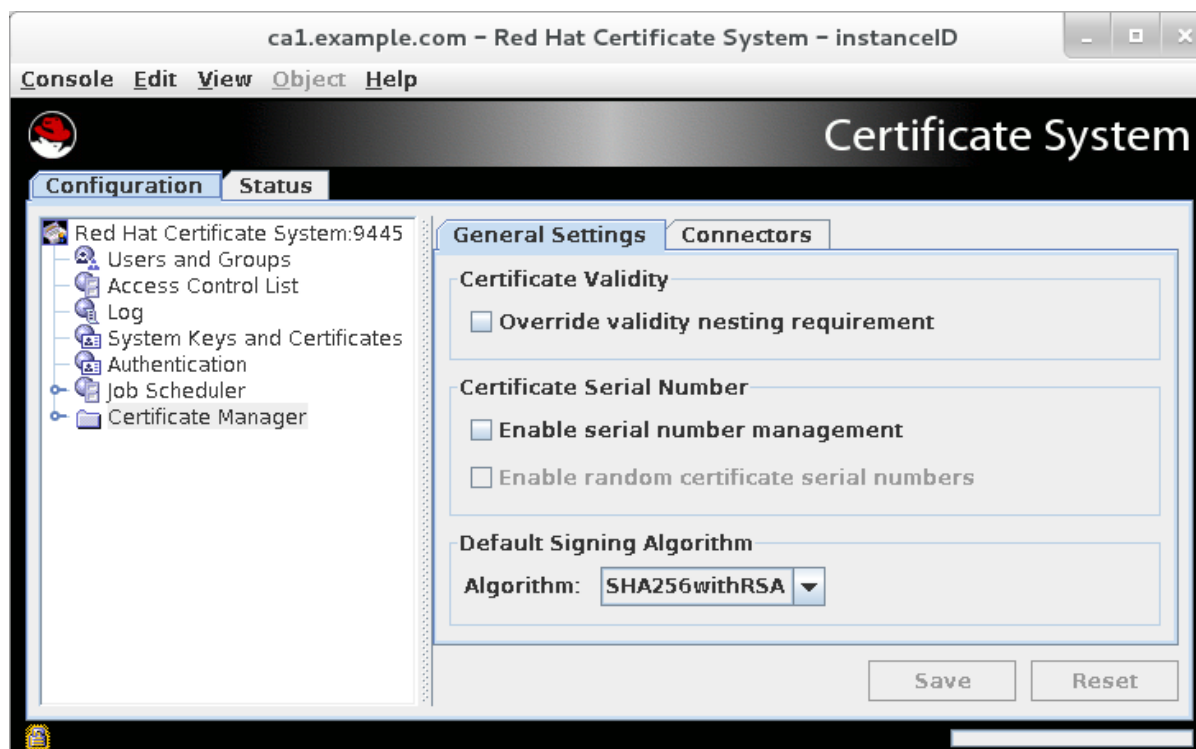 ca1.example.com - Red Hat Certificate System - instanceID
Console Edit View Object Help
Certificate System
Configuration Status
Red Hat Certificate System:9445
Users and Groups
Access Control List
Log
System Keys and Certificates
Authentication
Job Scheduler
Certificate Manager
General Settings Connectors
Certificate Validity
Override validity nesting requirement
Certificate Serial Number
Enable serial number management
Enable random certificate serial numbers
Default Signing Algorithm
Algorithm: SHA256withRSA
Save Reset